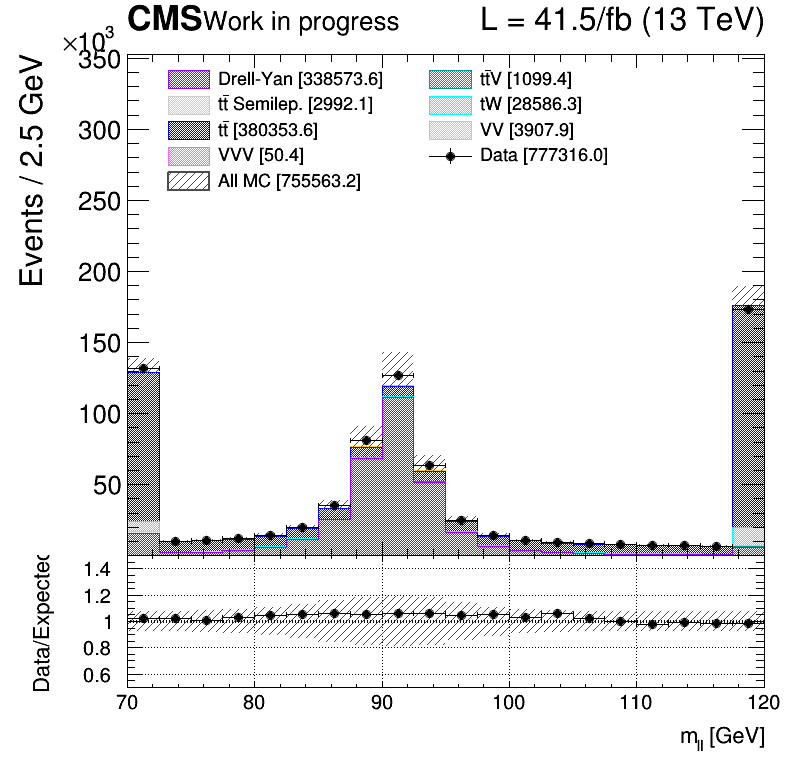 CMS Work in progress L = 41.5/fb (13 TeV)
×10³
Events / 2.5 GeV
350
300
250
200
150
100
50
Drell-Yan [338573.6]
tt̄ Semilep. [2992.1]
tt̄ [380353.6]
VVV [50.4]
All MC [755563.2]
tt̄V [1099.4]
tW [28586.3]
VV [3907.9]
Data [777316.0]
Data/Expected
1.4
1.2
1
0.8
0.6
70 80 90 100 110 120
m_ll [GeV]